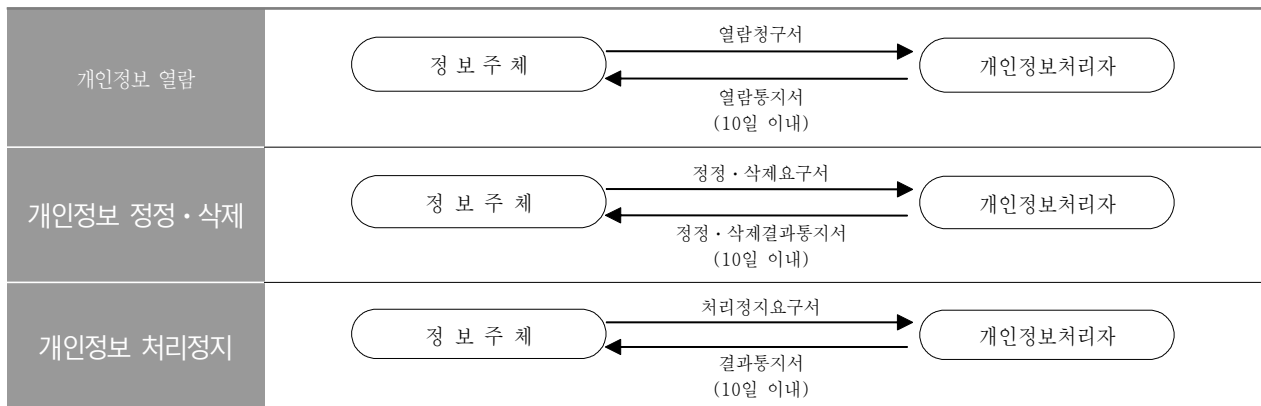 개인정보 열람
정 보 주 체
열람청구서
열람통지서
(10일 이내)
개인정보처리자
개인정보 정정・삭제
정 보 주 체
정정・삭제요구서
정정・삭제결과통지서
(10일 이내)
개인정보처리자
개인정보 처리정지
정 보 주 체
처리정지요구서
결과통지서
(10일 이내)
개인정보처리자